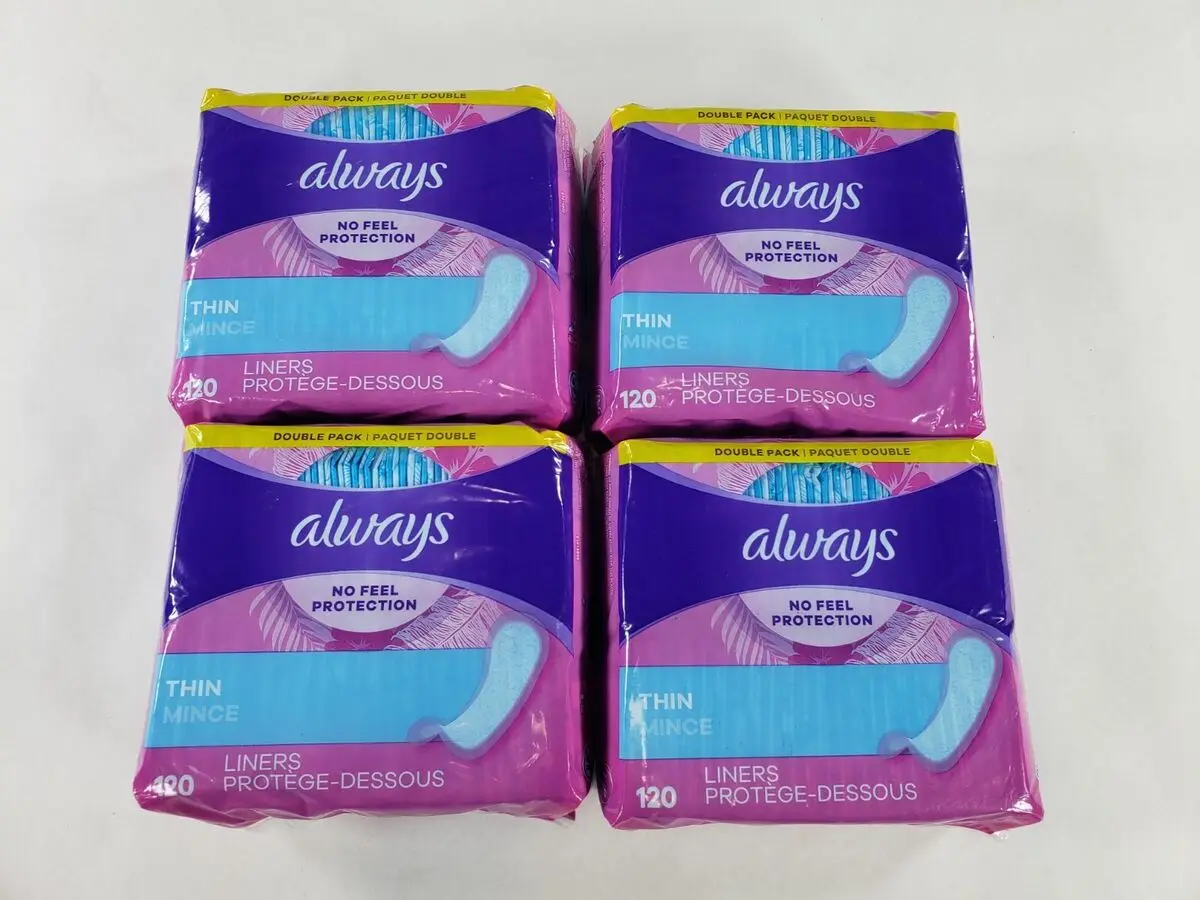 DOUBLE PACK | PAQUET DOUBLE
always
NO FEEL
PROTECTION
THIN
MINCE
LINERS
120 PROTÈGE-DESSOUS
DOUBLE PACK | PAQUET DOUBLE
always
NO FEEL
PROTECTION
THIN
MINCE
LINERS
120 PROTÈGE-DESSOUS
DOUBLE PACK | PAQUET DOUBLE
always
NO FEEL
PROTECTION
THIN
MINCE
LINERS
120 PROTÈGE-DESSOUS
DOUBLE PACK | PAQUET DOUBLE
always
NO FEEL
PROTECTION
THIN
MINCE
LINERS
120 PROTÈGE-DESSOUS